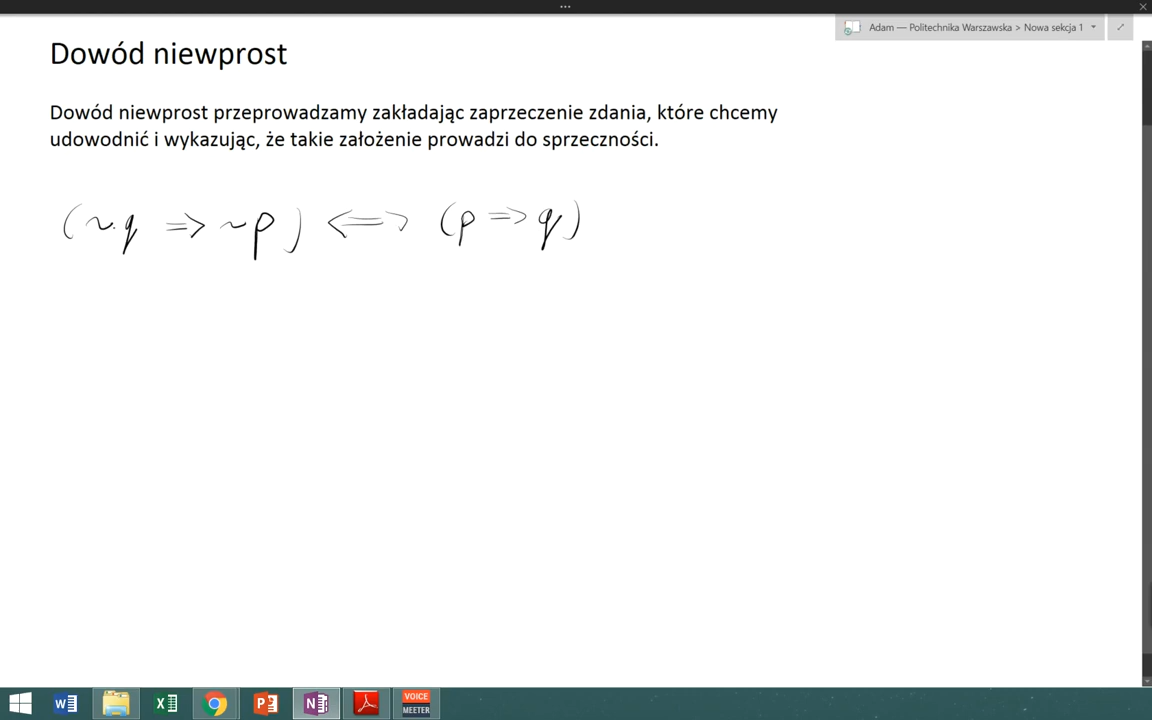 Adam — Politechnika Warszawska > Nowa sekcja 1
Dowód niewprost
Dowód niewprost przeprowadzamy zakładając zaprzeczenie zdania, które chcemy
udowodnić i wykazując, że takie założenie prowadzi do sprzeczności.
(~q => ~p) <=> (p => q)
VOICE
MEETER